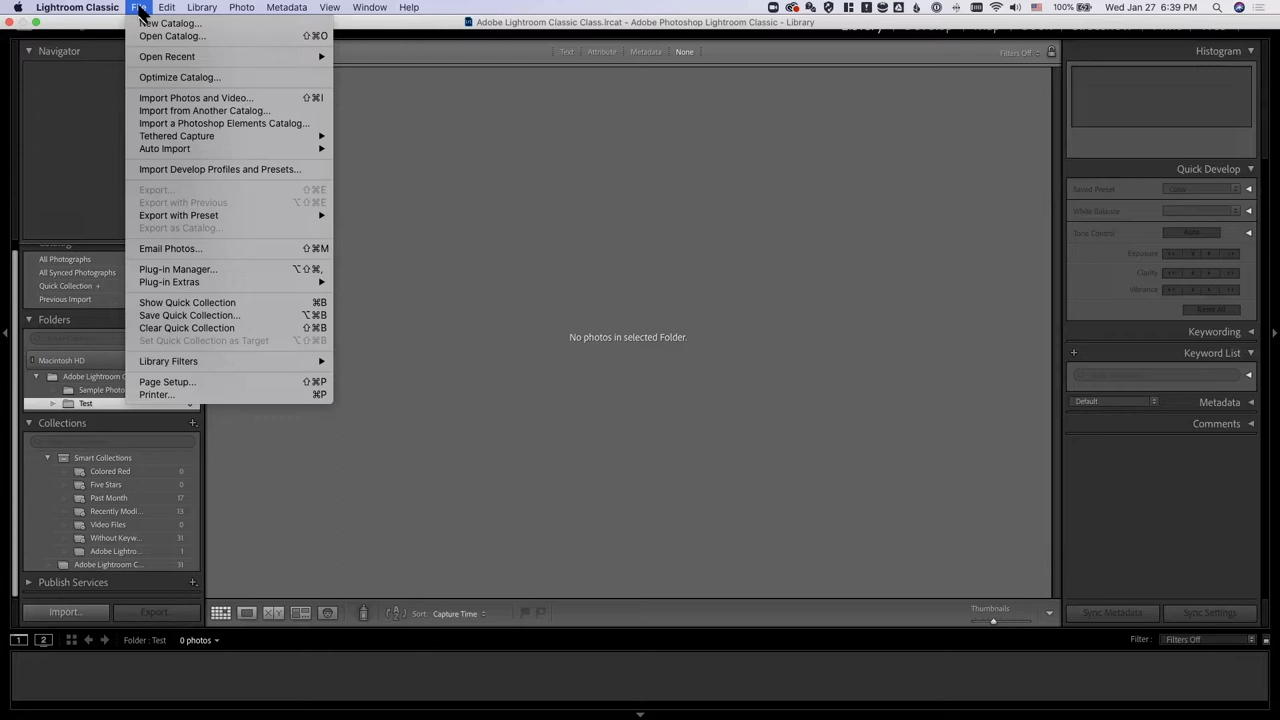 Lightroom Classic File Edit Library Photo Metadata View Window Help 100% Wed Jan 27 6:39 PM
Adobe Lightroom Classic Class.lrcat - Adobe Photoshop Lightroom Classic - Library
New Catalog...
Open Catalog... ⇧⌘O
Open Recent
Optimize Catalog...
Import Photos and Video... ⇧⌘I
Import from Another Catalog...
Import a Photoshop Elements Catalog...
Tethered Capture
Auto Import
Import Develop Profiles and Presets...
Export... ⇧⌘E
Export with Previous ⌥⇧⌘E
Export with Preset
Export as Catalog...
Email Photos... ⇧⌘M
Plug-in Manager... ⌥⇧⌘,
Plug-in Extras
Show Quick Collection ⌘B
Save Quick Collection... ⌥⌘B
Clear Quick Collection ⇧⌘B
Set Quick Collection as Target ⌥⇧⌘B
Library Filters
Page Setup... ⇧⌘P
Printer... ⌘P
Navigator
Catalog
All Photographs
All Synced Photographs
Quick Collection +
Previous Import
Folders
Macintosh HD
Adobe Lightroom C
Sample Photo
Test
Collections
Smart Collections
Colored Red 0
Five Stars 0
Past Month 17
Recently Modi... 13
Video Files 0
Without Keyw... 31
Adobe Lightro... 1
Adobe Lightroom C... 31
Publish Services
Import... Export...
Text Attribute Metadata None Filters Off
No photos in selected Folder.
Sort: Capture Time
Thumbnails
Histogram
Quick Develop
Saved Preset Color
White Balance
Tone Control Auto
Exposure
Clarity
Vibrance
Reset All
Keywording
Keyword List
Default Metadata
Comments
Sync Metadata Sync Settings
1 2 Folder : Test 0 photos Filter : Filters Off